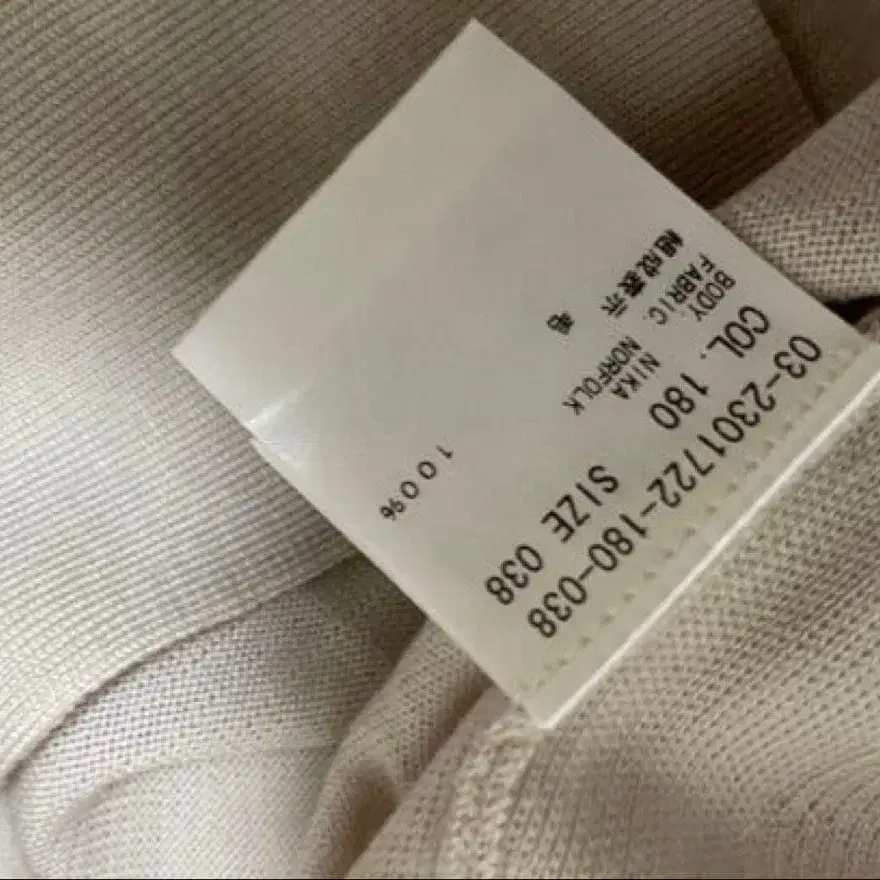 03-2301722-180-038
COL. 180 SIZE 038
BODY: NIKA
FABRIC: NORFOLK
組成表示
毛 100%